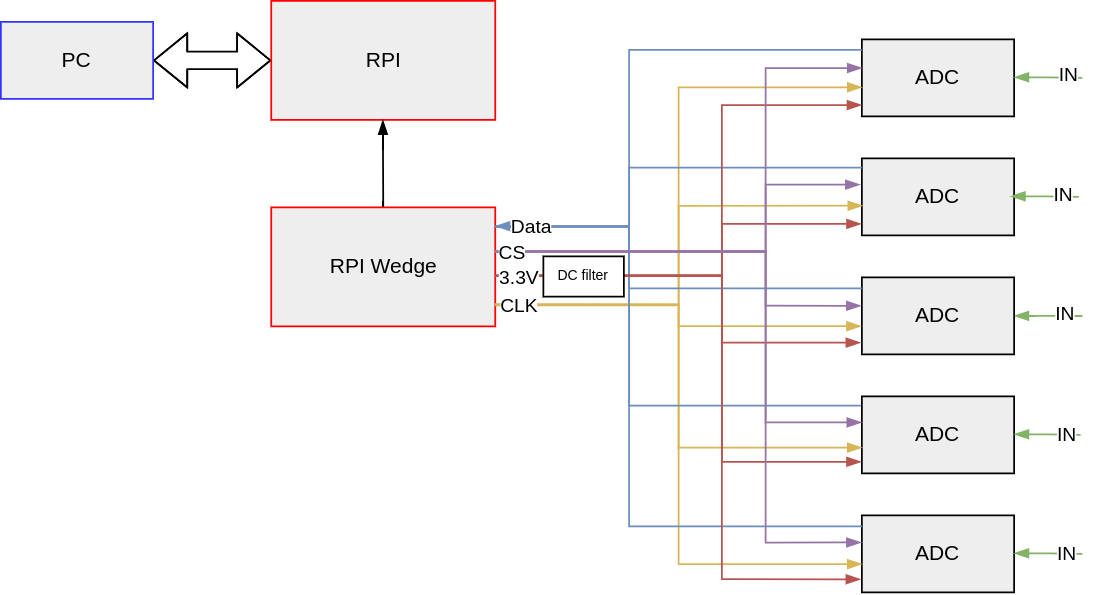 PC
RPI
RPI Wedge
Data
CS
3.3V
DC filter
CLK
ADC
IN
ADC
IN
ADC
IN
ADC
IN
ADC
IN